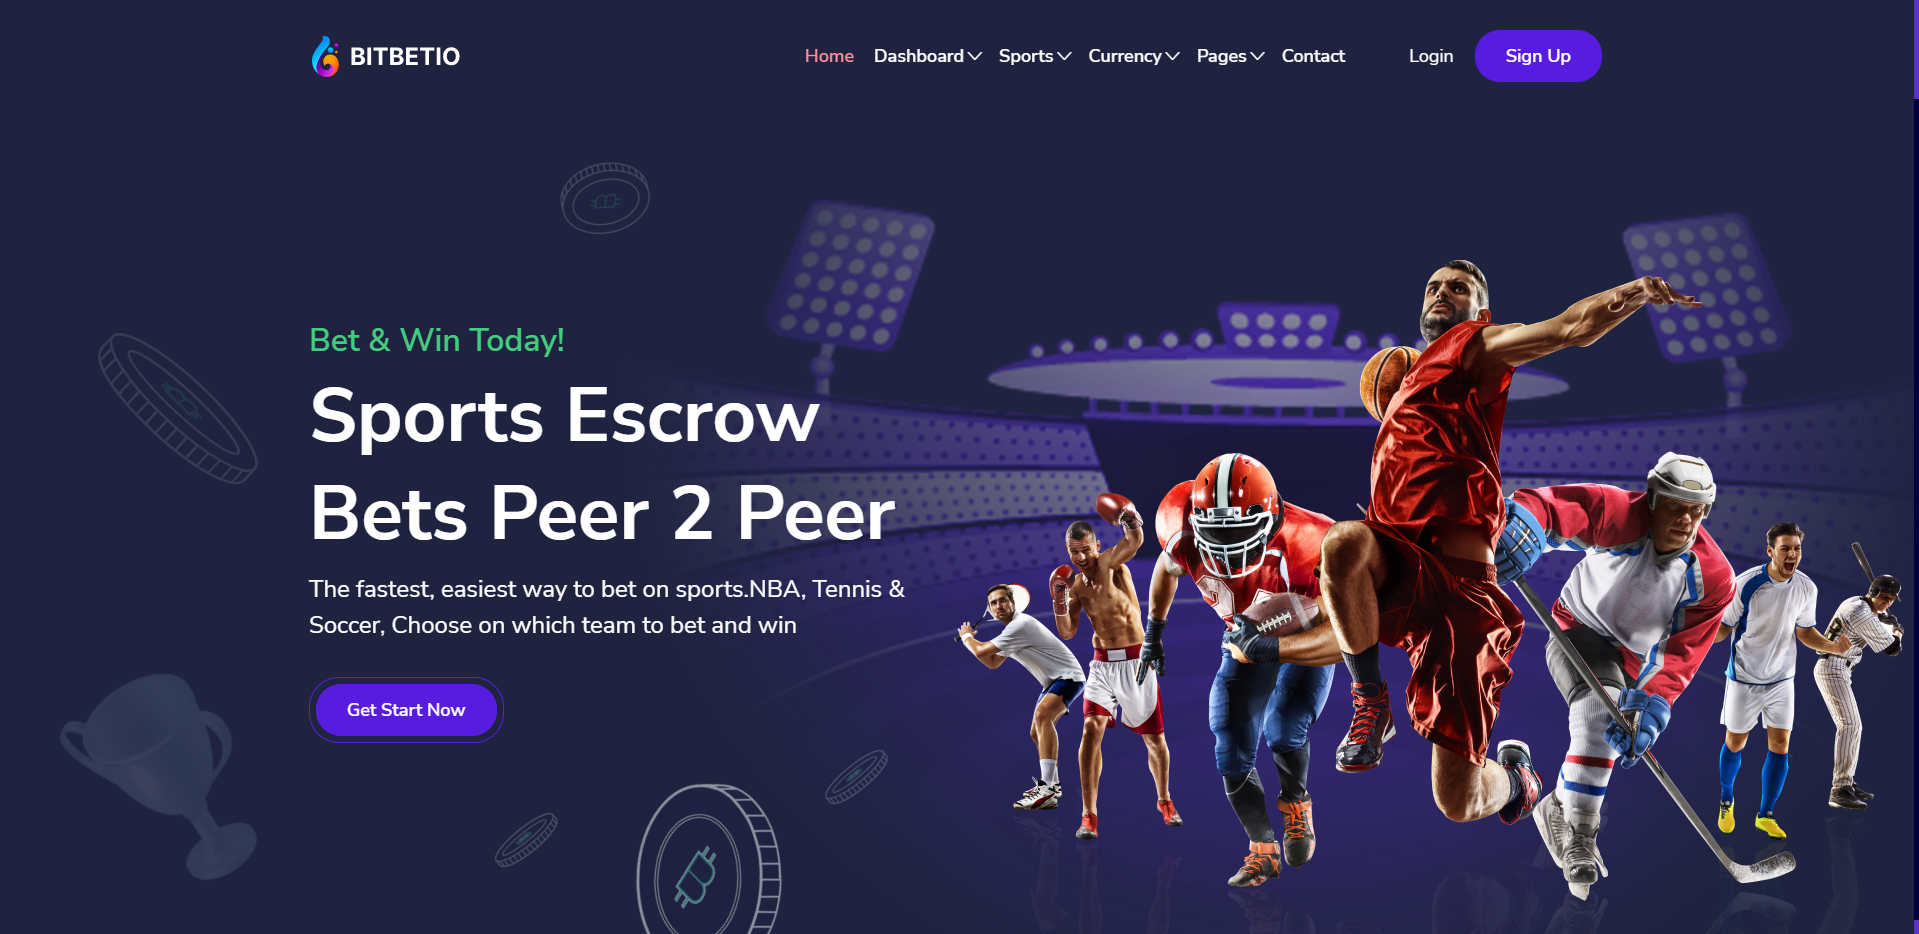 BITBETIO
Home Dashboard Sports Currency Pages Contact Login Sign Up
Bet & Win Today!
Sports Escrow
Bets Peer 2 Peer
The fastest, easiest way to bet on sports.NBA, Tennis &
Soccer, Choose on which team to bet and win
Get Start Now